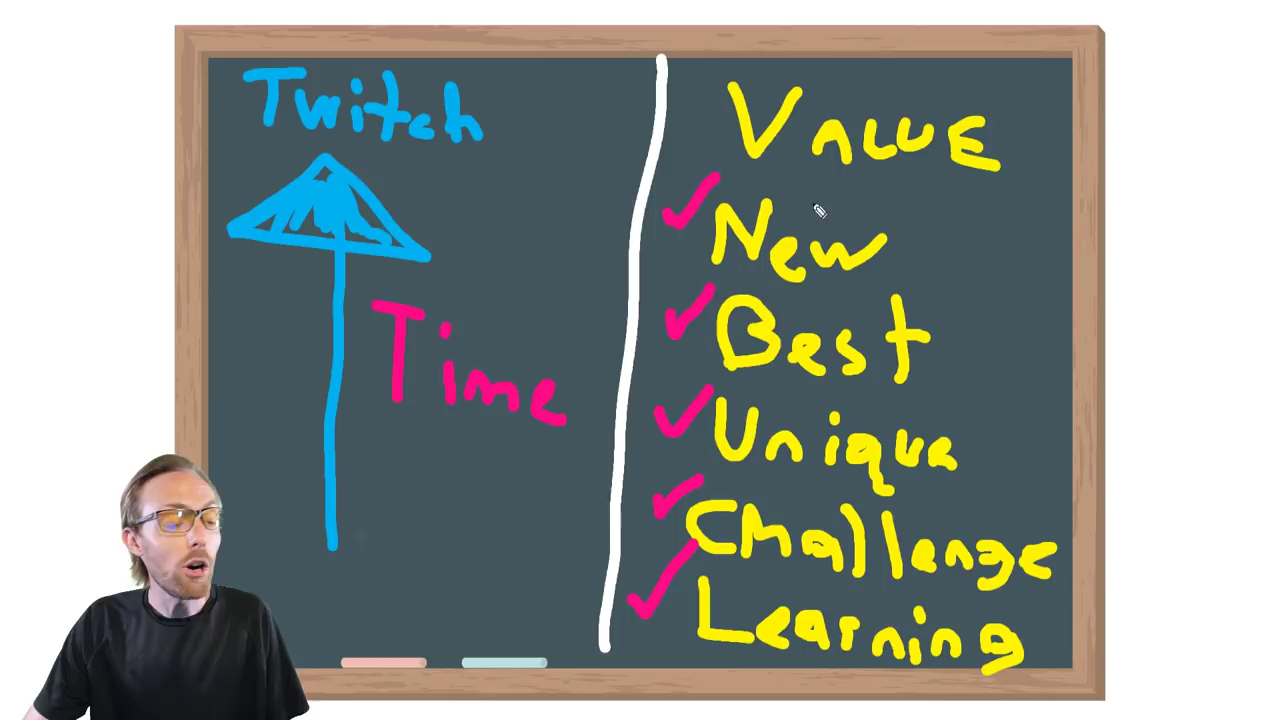 Twitch
Time
VALUE
New
Best
Unique
Challenge
Learning